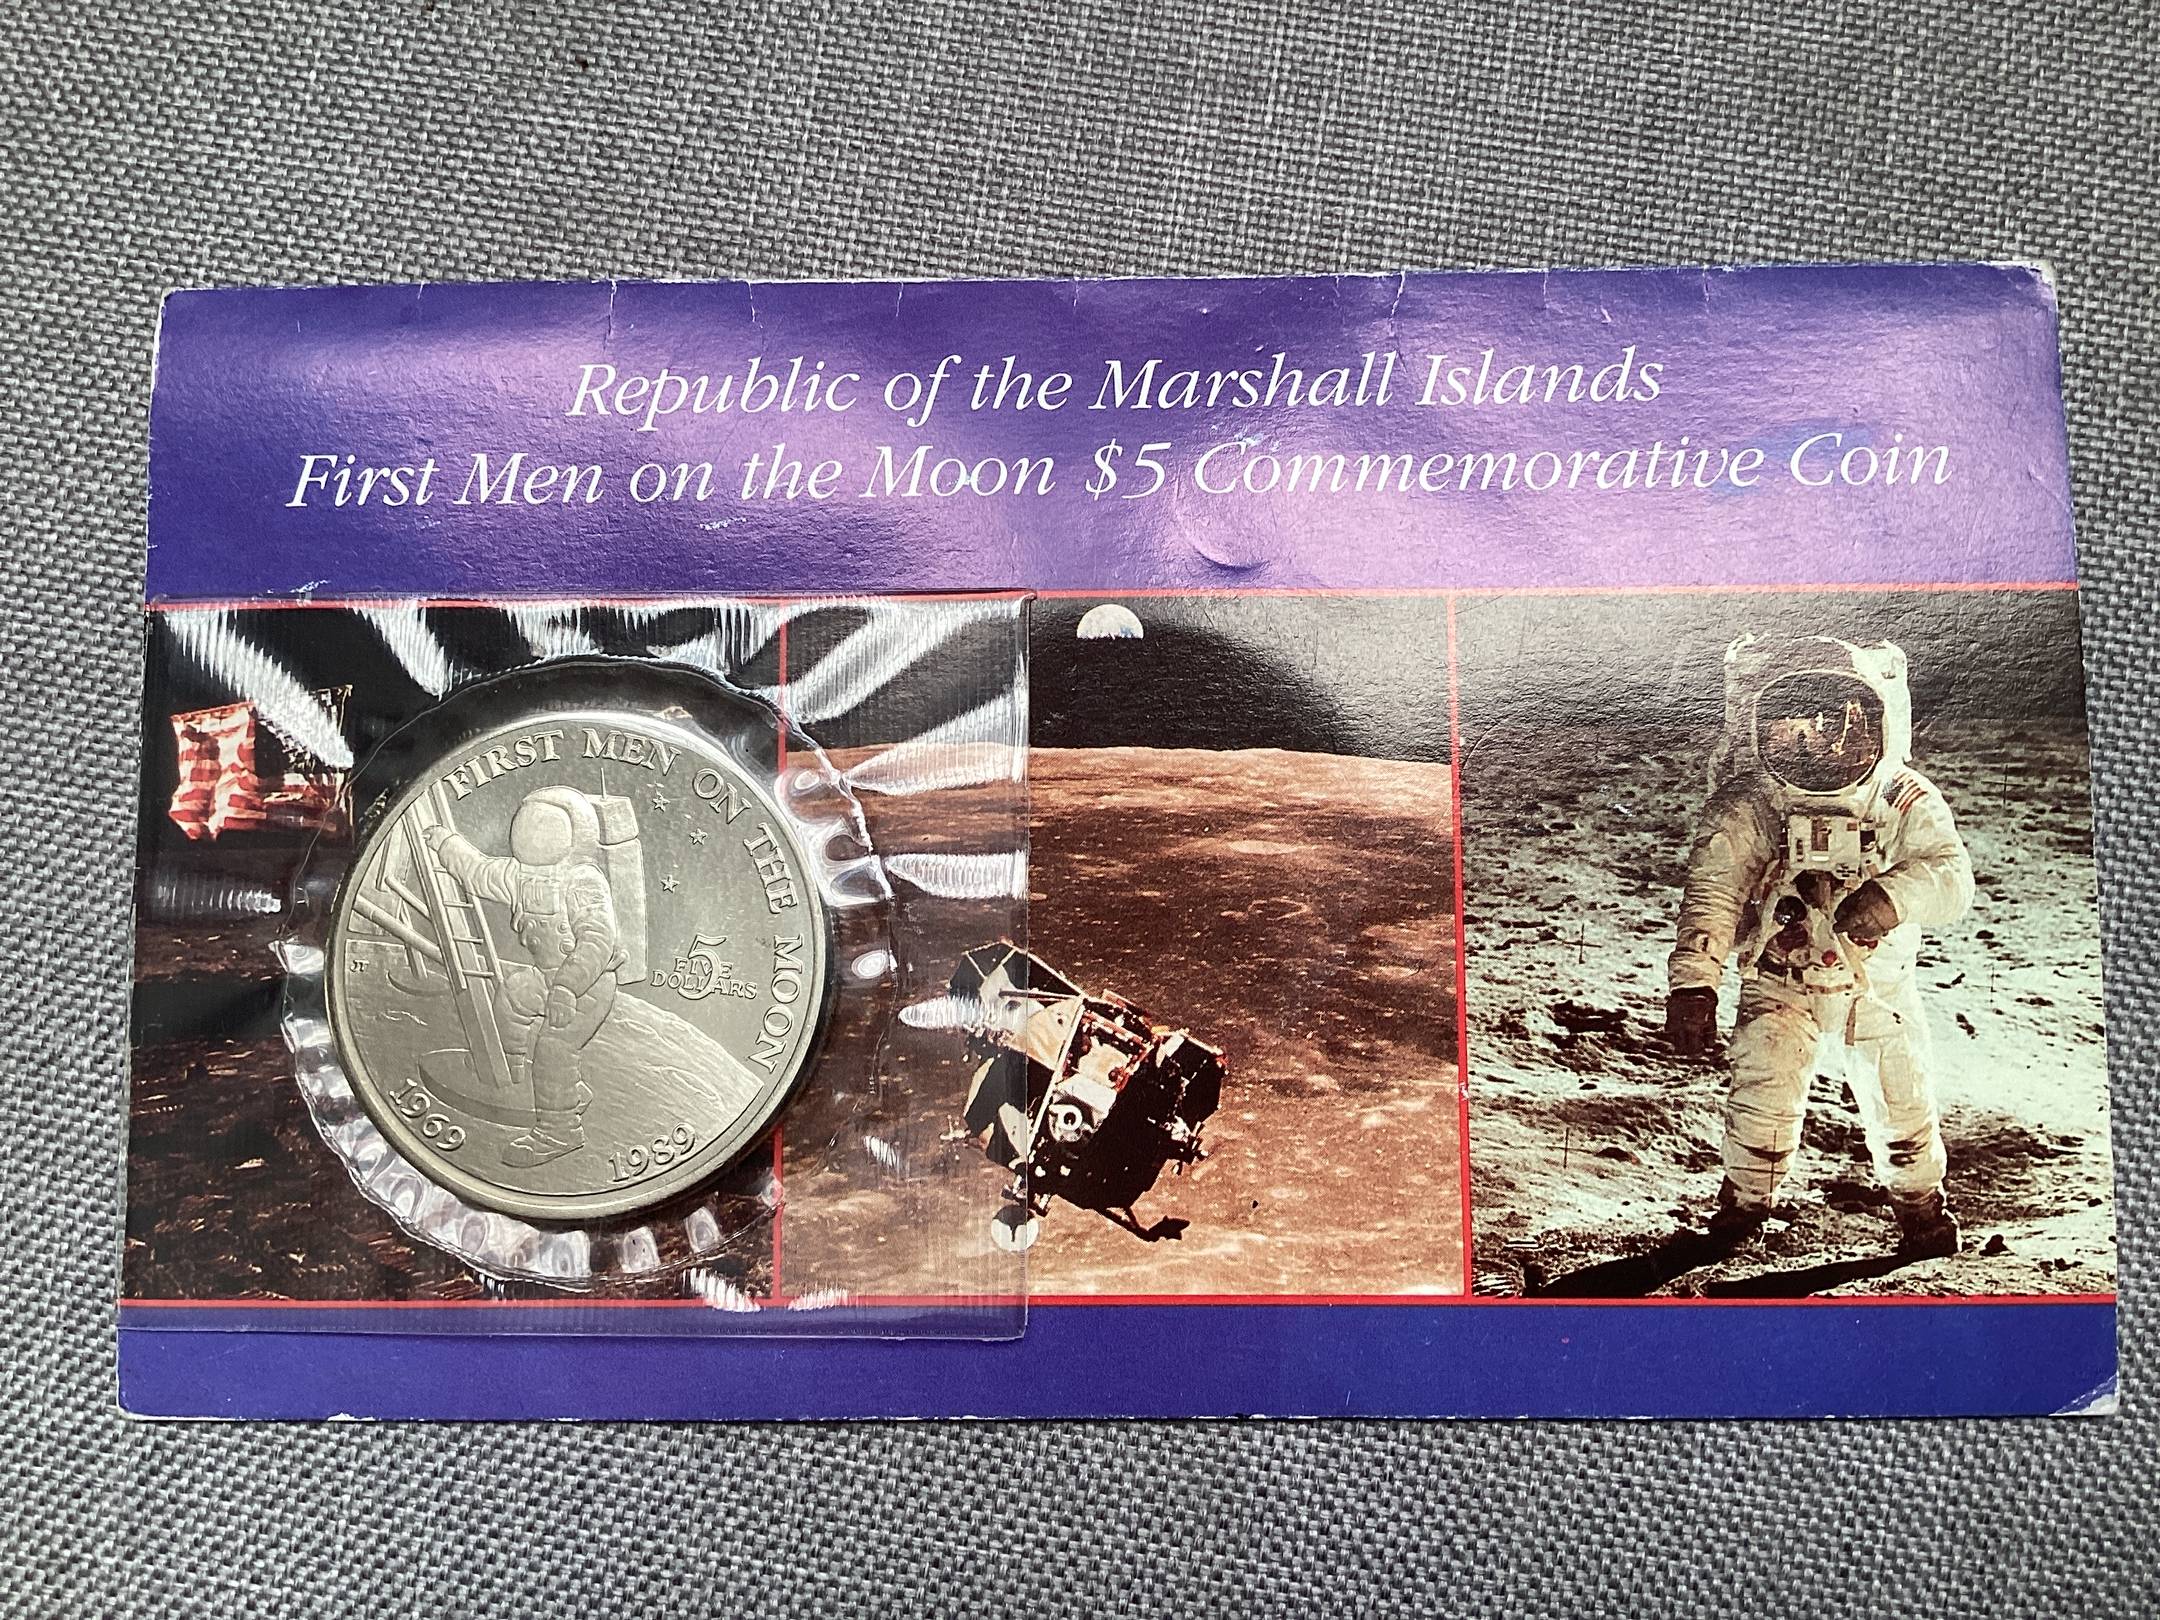 Republic of the Marshall Islands
First Men on the Moon $5 Commemorative Coin
FIRST MEN ON THE MOON
5
FIVE
DOLLARS
JT
1969
1989